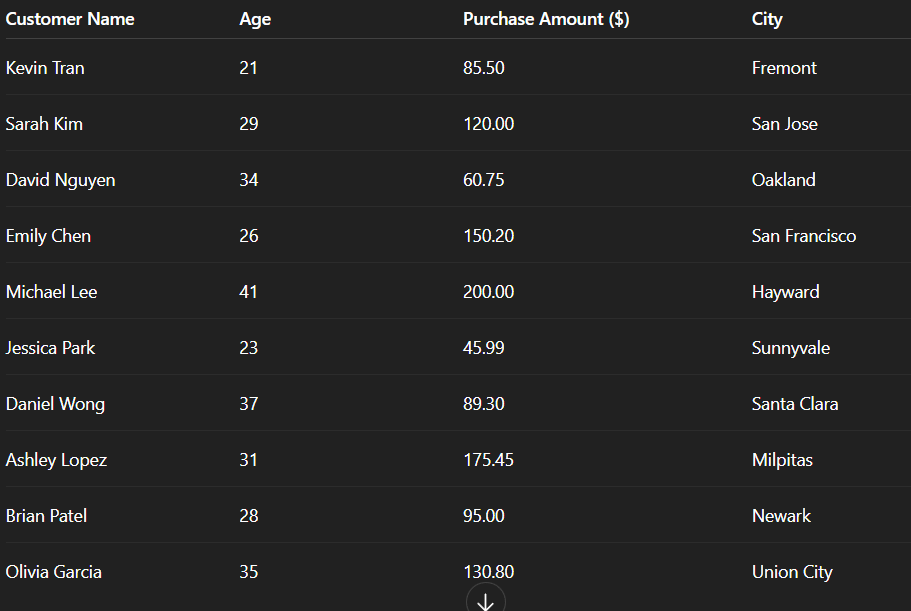 Customer Name Age Purchase Amount ($) City
Kevin Tran 21 85.50 Fremont
Sarah Kim 29 120.00 San Jose
David Nguyen 34 60.75 Oakland
Emily Chen 26 150.20 San Francisco
Michael Lee 41 200.00 Hayward
Jessica Park 23 45.99 Sunnyvale
Daniel Wong 37 89.30 Santa Clara
Ashley Lopez 31 175.45 Milpitas
Brian Patel 28 95.00 Newark
Olivia Garcia 35 130.80 Union City